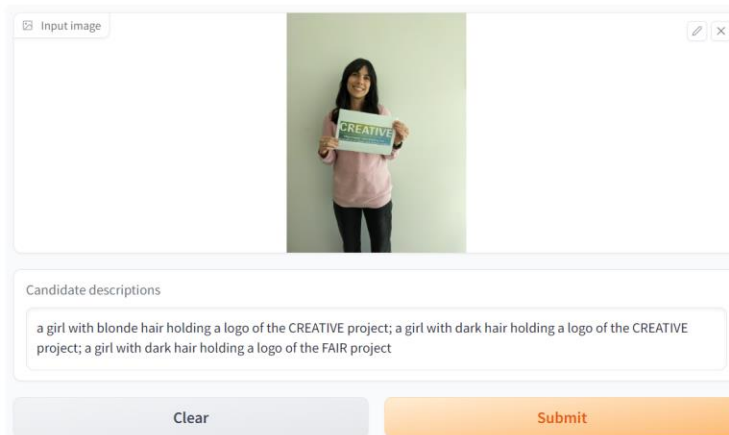 Input image
CREATIVE
Candidate descriptions
a girl with blonde hair holding a logo of the CREATIVE project; a girl with dark hair holding a logo of the CREATIVE
project; a girl with dark hair holding a logo of the FAIR project
Clear
Submit